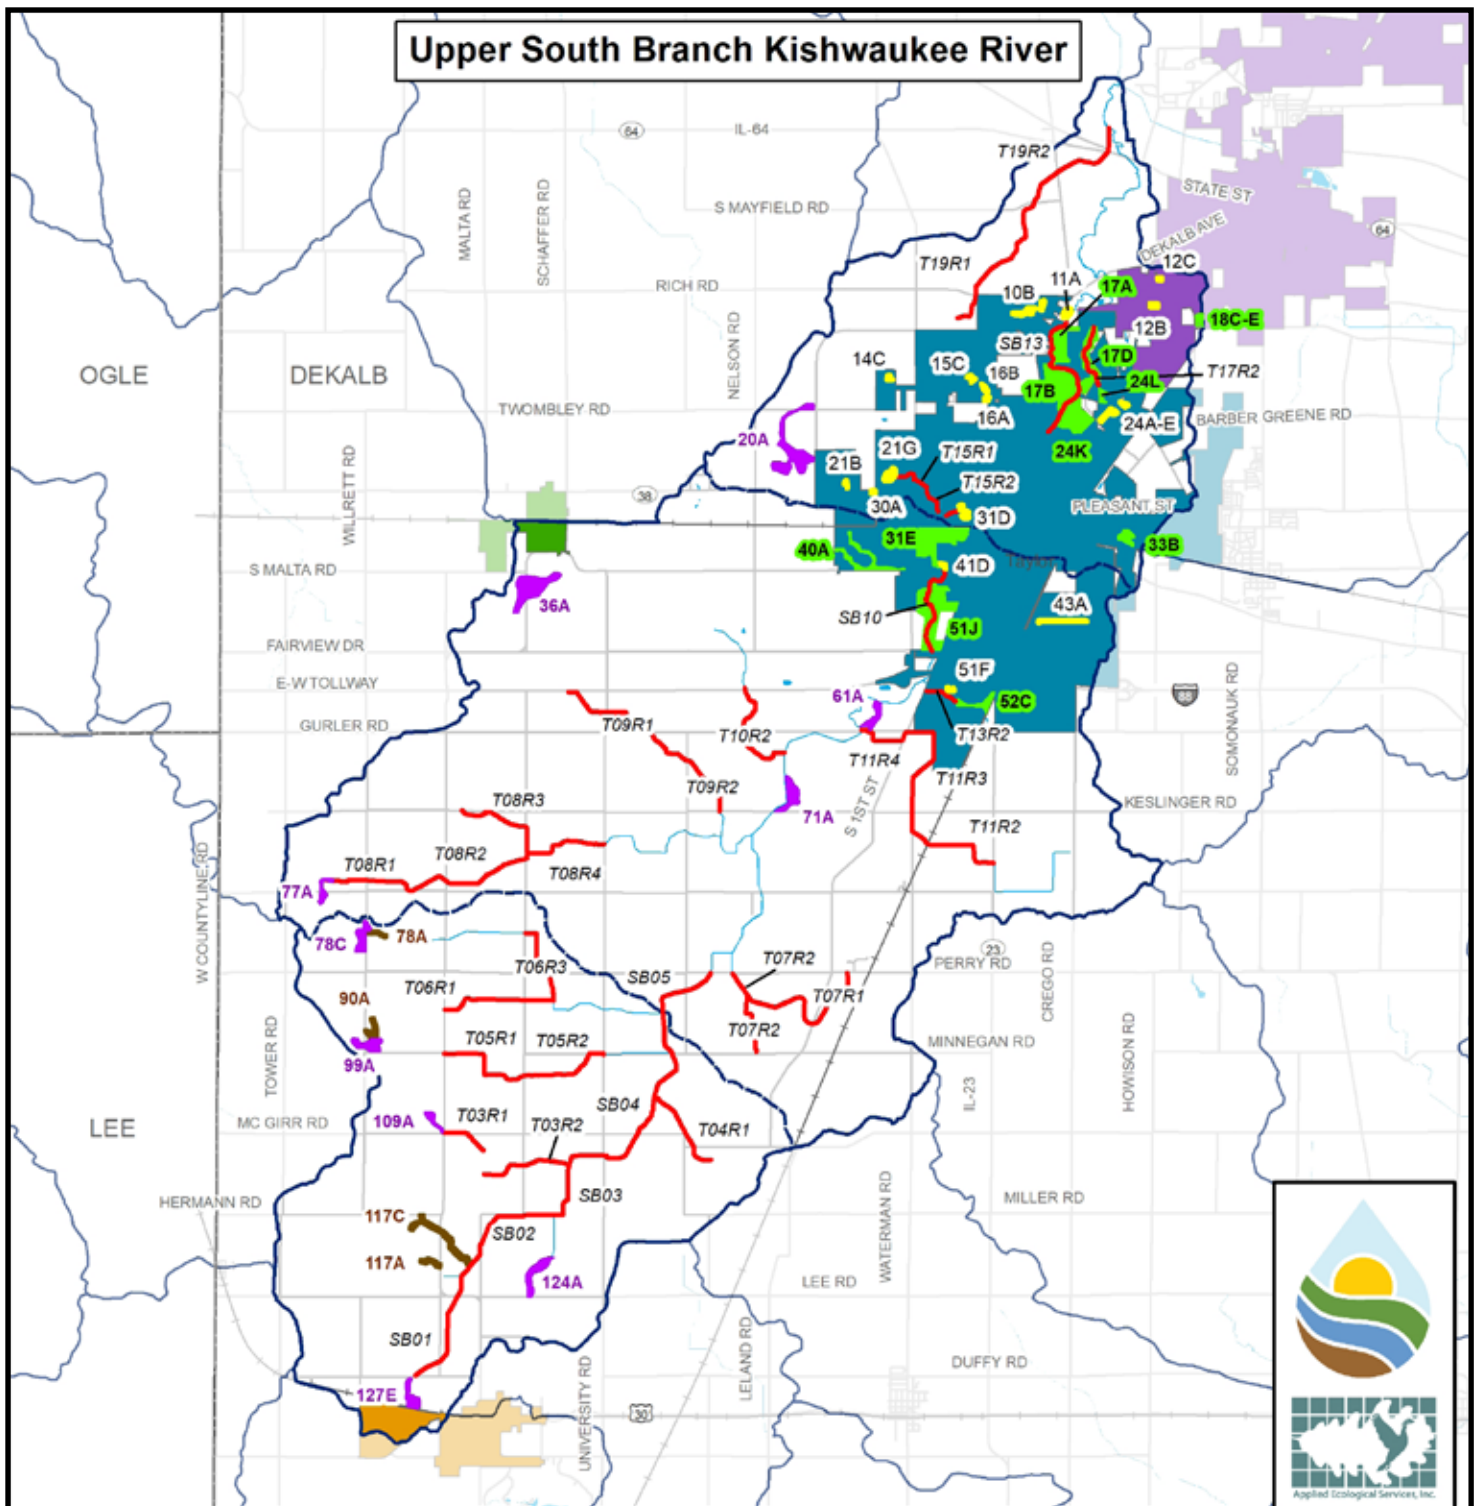 Upper South Branch Kishwaukee River
64
IL-64
T19R2
STATE ST
S MAYFIELD RD
64
DEKALB AVE
MALTA RD
SCHAFFER RD
T19R1
12C
11A
17A
RICH RD
10B
18C-E
12B
NELSON RD
SB13
14C
15C
17D
OGLE
DEKALB
16B
T17R2
24L
17B
TWOMBLEY RD
16A
BARBER GREENE RD
24A-E
20A
21G
T15R1
24K
21B
WILLRETT RD
T15R2
38
30A
PLEASANT ST
31D
31E
33B
40A
Taylor
S MALTA RD
41D
36A
43A
SB10
51J
FAIRVIEW DR
51F
E-W TOLLWAY
61A
52C
88
SOMONAUK RD
GURLER RD
T09R1
T10R2
T13R2
T11R4
T11R3
T09R2
T08R3
S 1ST ST
KESLINGER RD
71A
T11R2
T08R2
T08R1
T08R4
W COUNTYLINE RD
77A
78C
78A
23
T07R2
PERRY RD
CREGO RD
T06R3
SB05
T06R1
T07R1
90A
T07R2
T05R1
T05R2
MINNEGAN RD
TOWER RD
99A
HOWISON RD
IL-23
SB04
T03R1
MC GIRR RD
109A
T03R2
LEE
T04R1
SB03
HERMANN RD
MILLER RD
117C
SB02
WATERMAN RD
117A
124A
LEE RD
SB01
LELAND RD
DUFFY RD
127E
UNIVERSITY RD
30
Applied Ecological Services, Inc.